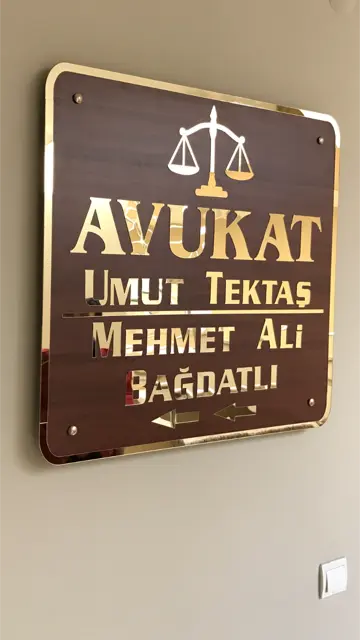 AVUKAT
UMUT TEKTAŞ
MEHMET ALİ
BAĞDATLI